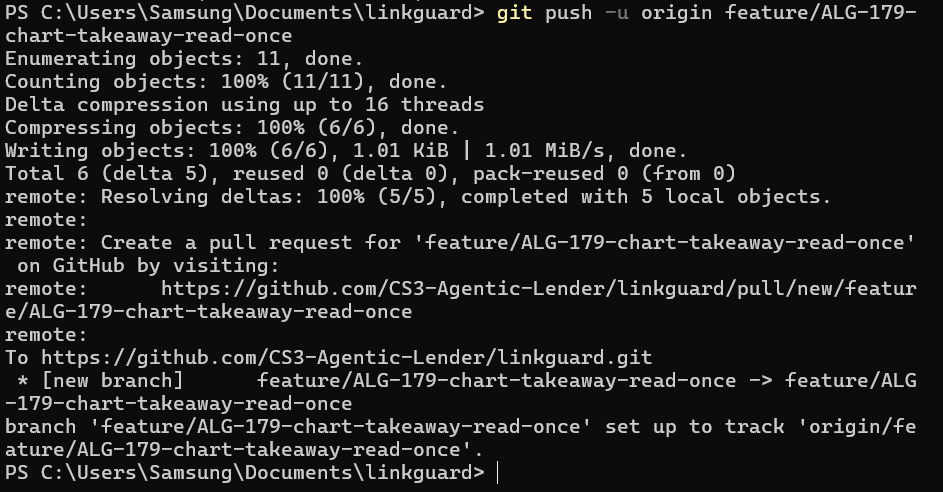 PS C:\Users\Samsung\Documents\linkguard> git push -u origin feature/ALG-179-
chart-takeaway-read-once
Enumerating objects: 11, done.
Counting objects: 100% (11/11), done.
Delta compression using up to 16 threads
Compressing objects: 100% (6/6), done.
Writing objects: 100% (6/6), 1.01 KiB | 1.01 MiB/s, done.
Total 6 (delta 5), reused 0 (delta 0), pack-reused 0 (from 0)
remote: Resolving deltas: 100% (5/5), completed with 5 local objects.
remote:
remote: Create a pull request for 'feature/ALG-179-chart-takeaway-read-once'
 on GitHub by visiting:
remote:      https://github.com/CS3-Agentic-Lender/linkguard/pull/new/featur
e/ALG-179-chart-takeaway-read-once
remote:
To https://github.com/CS3-Agentic-Lender/linkguard.git
 * [new branch]      feature/ALG-179-chart-takeaway-read-once -> feature/ALG
-179-chart-takeaway-read-once
branch 'feature/ALG-179-chart-takeaway-read-once' set up to track 'origin/fe
ature/ALG-179-chart-takeaway-read-once'.
PS C:\Users\Samsung\Documents\linkguard>